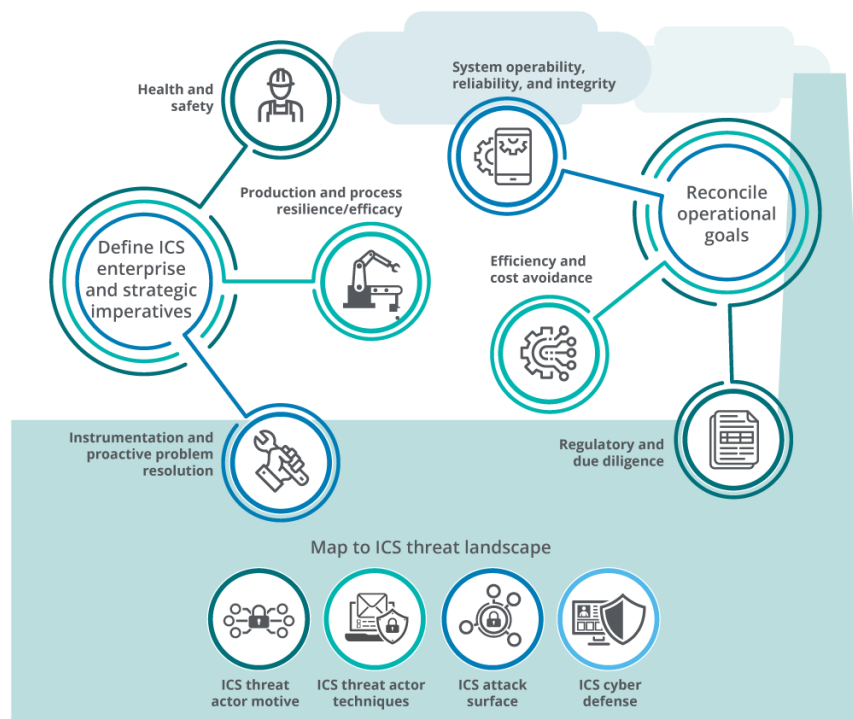 Health and
safety
Production and process
resilience/efficacy
Define ICS
enterprise
and strategic
imperatives
Instrumentation and
proactive problem
resolution
System operability,
reliability, and integrity
Reconcile
operational
goals
Efficiency and
cost avoidance
Regulatory and
due diligence
Map to ICS threat landscape
ICS threat
actor motive
ICS threat actor
techniques
ICS attack
surface
ICS cyber
defense